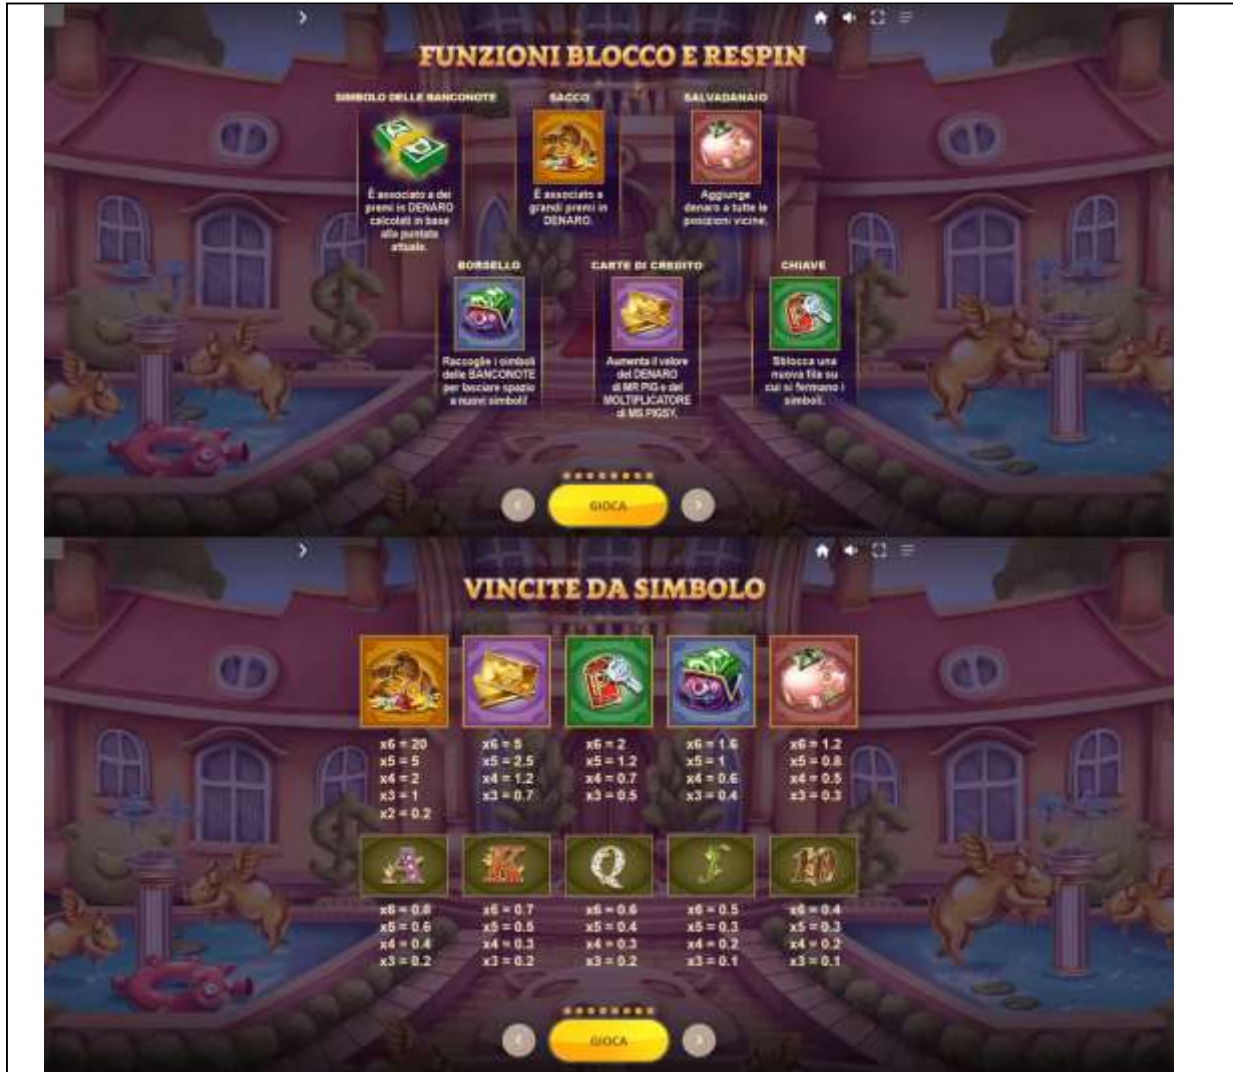 FUNZIONI BLOCCO E RESPIN
SIMBOLO DELLE BANCONOTE
È associato a dei
premi in DENARO
calcolati in base
alla puntata
attuale.
SACCO
È associato a
grandi premi in
DENARO.
SALVADANAIO
Aggiunge
denaro a tutte le
posizioni vicine.
BORSELLO
Raccoglie i simboli
delle BANCONOTE
per lasciare spazio
a nuovi simboli!
CARTE DI CREDITO
Aumenta il valore
del DENARO
di MR PIG e del
MOLTIPLICATORE
di MS PIGSY.
CHIAVE
Sblocca una
nuova fila su
cui si fermano i
simboli.
GIOCA
VINCITE DA SIMBOLO
x6 = 20
x5 = 5
x4 = 2
x3 = 1
x2 = 0.2
x6 = 5
x5 = 2.5
x4 = 1.2
x3 = 0.7
x6 = 2
x5 = 1.2
x4 = 0.7
x3 = 0.5
x6 = 1.6
x5 = 1
x4 = 0.6
x3 = 0.4
x6 = 1.2
x5 = 0.8
x4 = 0.5
x3 = 0.3
A K Q J 10
x6 = 0.8
x5 = 0.6
x4 = 0.4
x3 = 0.2
x6 = 0.7
x5 = 0.5
x4 = 0.3
x3 = 0.2
x6 = 0.6
x5 = 0.4
x4 = 0.3
x3 = 0.2
x6 = 0.5
x5 = 0.3
x4 = 0.2
x3 = 0.1
x6 = 0.4
x5 = 0.3
x4 = 0.2
x3 = 0.1
GIOCA